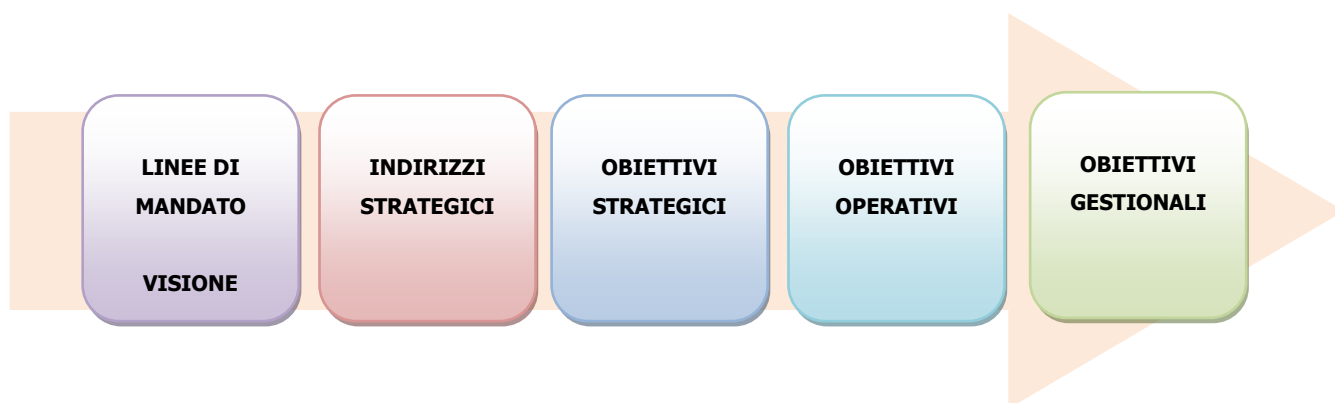 LINEE DI
MANDATO
VISIONE
INDIRIZZI
STRATEGICI
OBIETTIVI
STRATEGICI
OBIETTIVI
OPERATIVI
OBIETTIVI
GESTIONALI